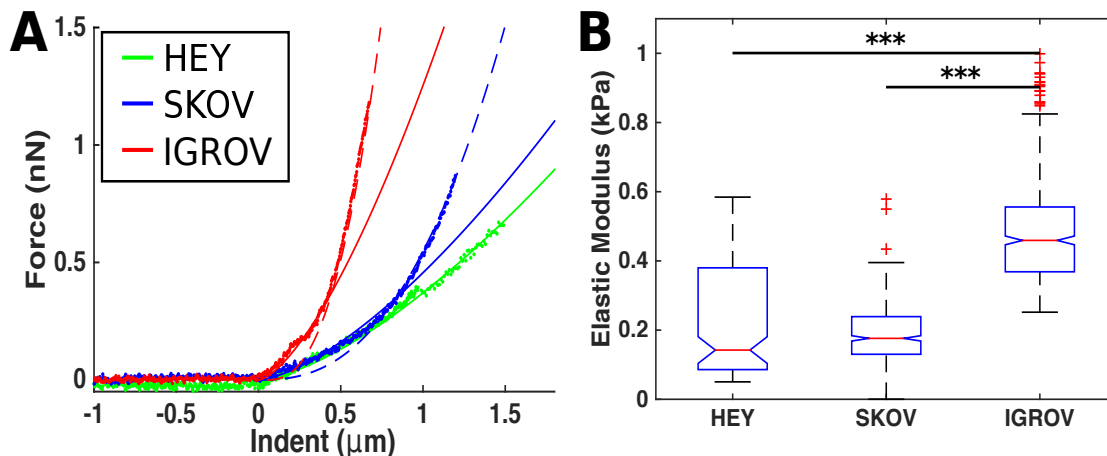 A
HEY
SKOV
IGROV
Force (nN)
1.5
1
0.5
0
-1
-0.5
0
0.5
1
1.5
Indent (μm)
B
***
***
Elastic Modulus (kPa)
1
0.8
0.6
0.4
0.2
0
HEY
SKOV
IGROV